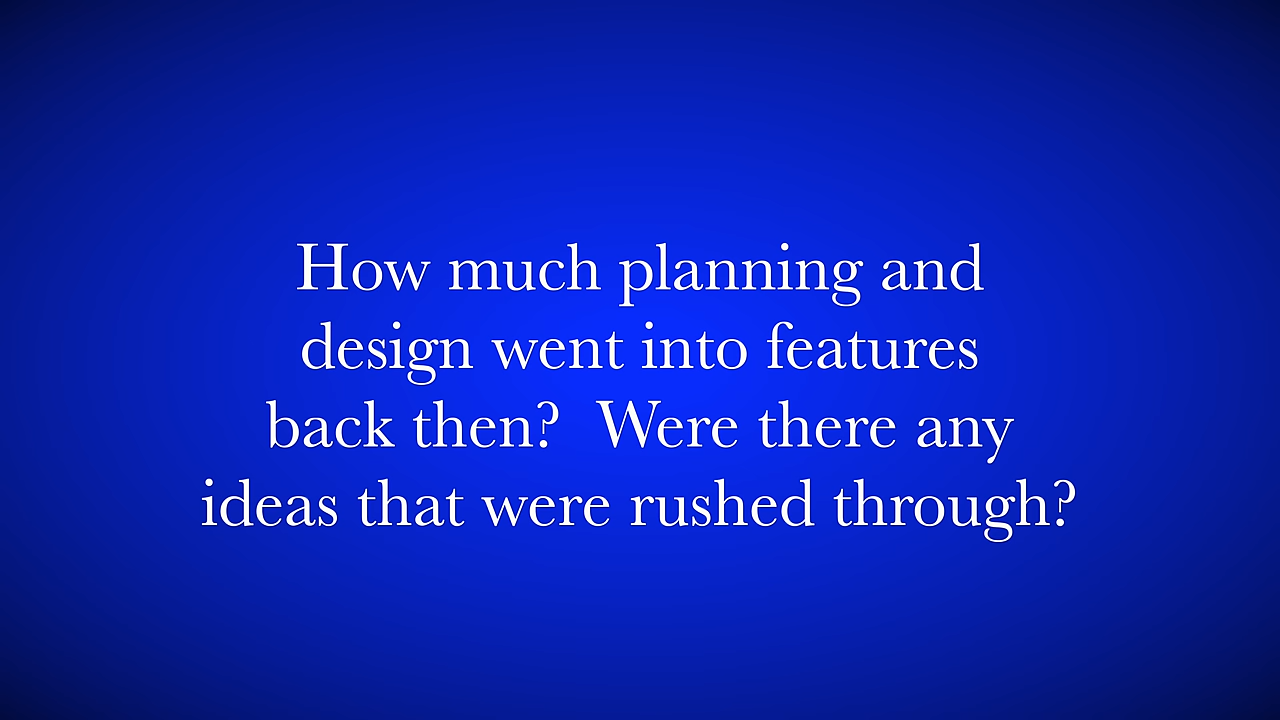 How much planning and
design went into features
back then?  Were there any
ideas that were rushed through?